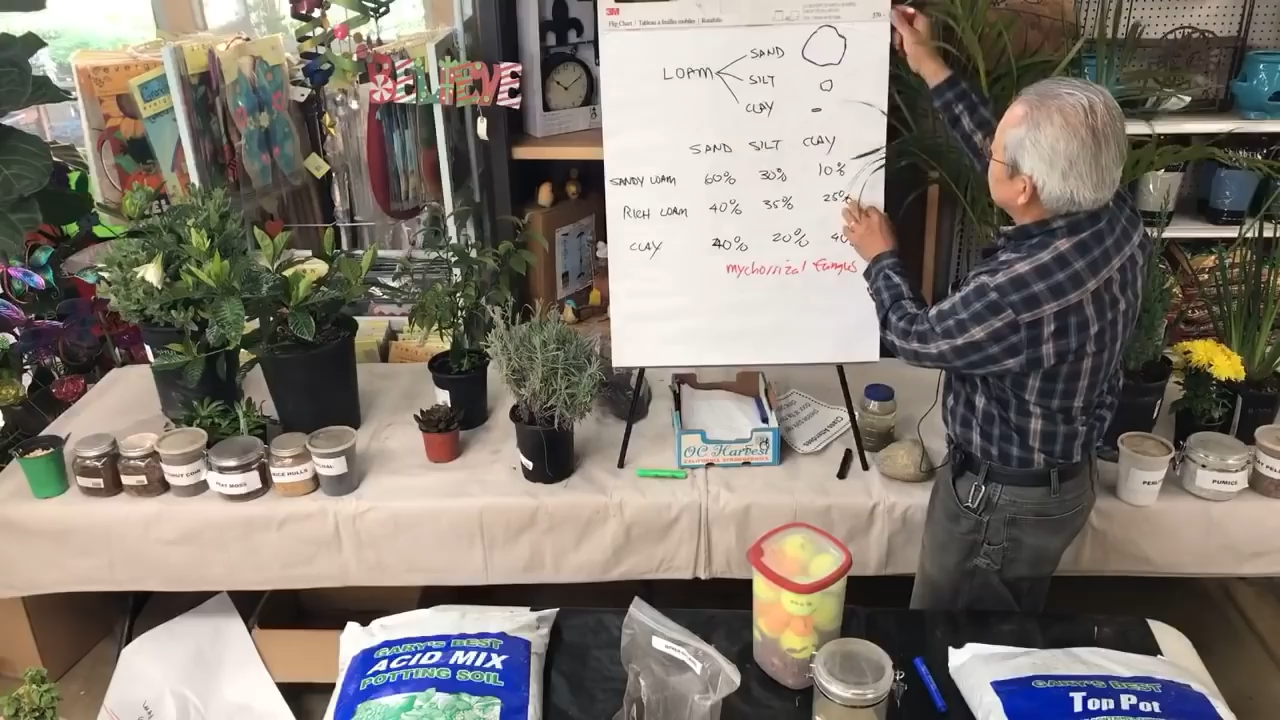 3M
Flip Chart / Tableau à feuilles mobiles / Rotafolio
BELIEVE
LOAM
SAND
SILT
CLAY
SAND SILT CLAY
SANDY LOAM 60% 30% 10%
RICH LOAM 40% 35% 25%
CLAY 40% 20% 40
mychorrizal fungus
PEAT MOSS
RICE HULLS
OC Harvest
CALIFORNIA STRAWBERRIES
PUMICE
GARY'S BEST
ACID MIX
POTTING SOIL
GARY'S BEST
Top Pot